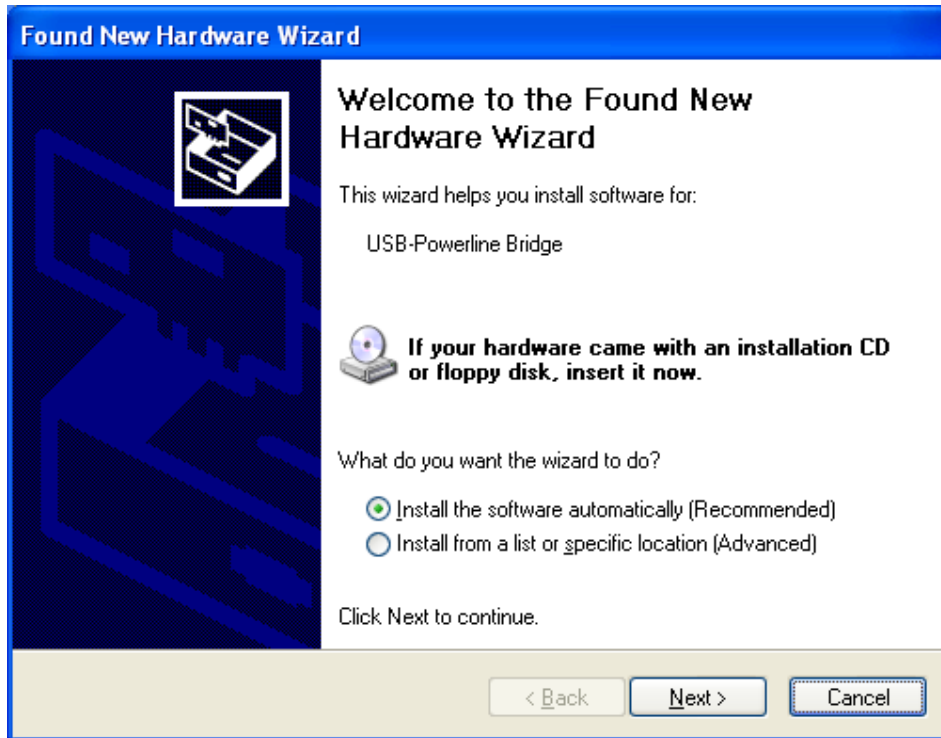 Found New Hardware Wizard
Welcome to the Found New
Hardware Wizard
This wizard helps you install software for:
USB-Powerline Bridge
If your hardware came with an installation CD
or floppy disk, insert it now.
What do you want the wizard to do?
Install the software automatically (Recommended)
Install from a list or specific location (Advanced)
Click Next to continue.
< Back Next > Cancel